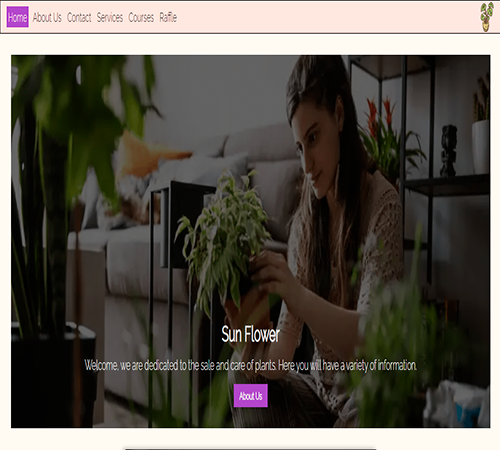 Home About Us Contact Services Courses Raffle
Sun Flower
Welcome, we are dedicated to the sale and care of plants. Here you will have a variety of information.
About Us